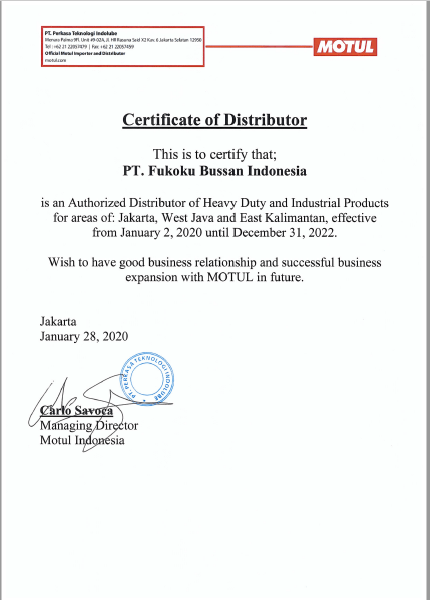 PT. Perkasa Teknologi Indolube
Menara Palma 9Fl. Unit #9-02A, Jl. HR Rasuna Said X2 Kav. 6 Jakarta Selatan 12950
Tel : +62 21 22057479 | Fax: +62 21 22057459
Official Motul Importer and Distributor
motul.com
MOTUL
Certificate of Distributor
This is to certify that;
PT. Fukoku Bussan Indonesia
is an Authorized Distributor of Heavy Duty and Industrial Products
for areas of: Jakarta, West Java and East Kalimantan, effective
from January 2, 2020 until December 31, 2022.
Wish to have good business relationship and successful business
expansion with MOTUL in future.
Jakarta
January 28, 2020
PT. PERKASA TEKNOLOGI INDOLUBE
Carlo Savoca
Managing Director
Motul Indonesia